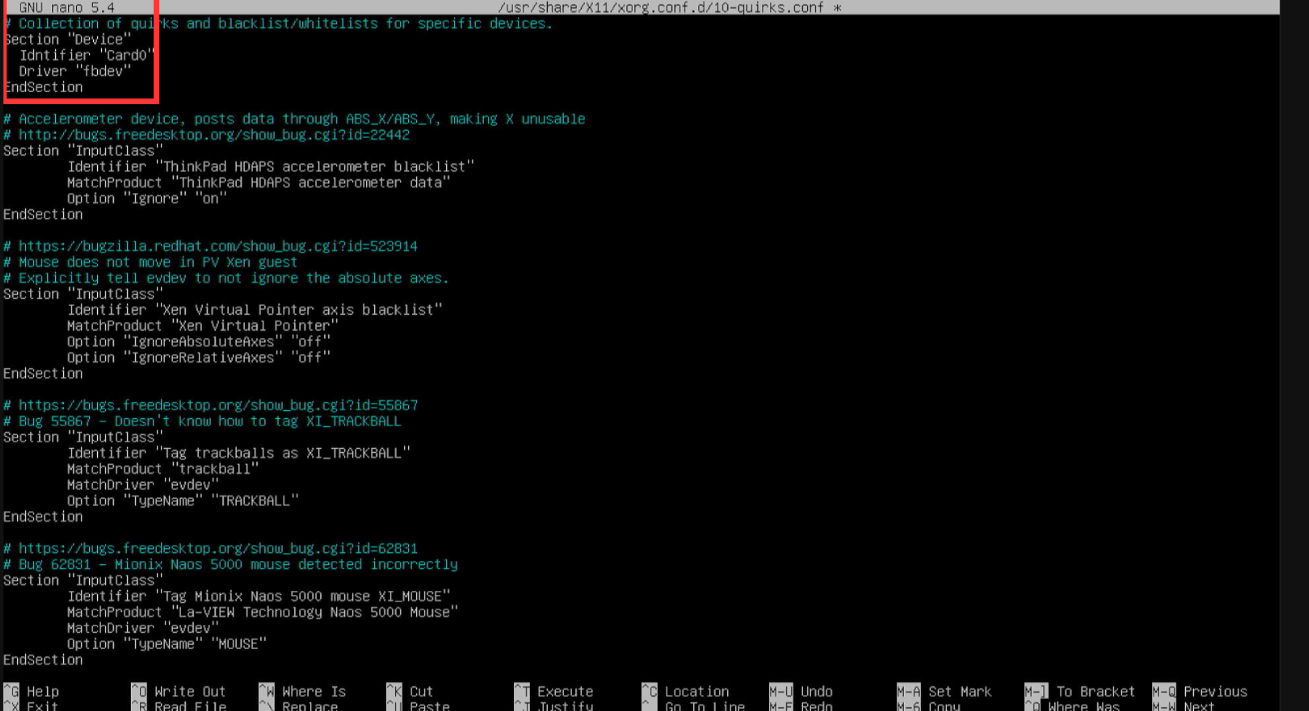 GNU nano 5.4 /usr/share/X11/xorg.conf.d/10-quirks.conf *
# Collection of quirks and blacklist/whitelists for specific devices.
Section "Device"
Idntifier "Card0"
Driver "fbdev"
EndSection
# Accelerometer device, posts data through ABS_X/ABS_Y, making X unusable
# http://bugs.freedesktop.org/show_bug.cgi?id=22442
Section "InputClass"
Identifier "ThinkPad HDAPS accelerometer blacklist"
MatchProduct "ThinkPad HDAPS accelerometer data"
Option "Ignore" "on"
EndSection
# https://bugzilla.redhat.com/show_bug.cgi?id=523914
# Mouse does not move in PV Xen guest
# Explicitly tell evdev to not ignore the absolute axes.
Section "InputClass"
Identifier "Xen Virtual Pointer axis blacklist"
MatchProduct "Xen Virtual Pointer"
Option "IgnoreAbsoluteAxes" "off"
Option "IgnoreRelativeAxes" "off"
EndSection
# https://bugs.freedesktop.org/show_bug.cgi?id=55867
# Bug 55867 - Doesn't know how to tag XI_TRACKBALL
Section "InputClass"
Identifier "Tag trackballs as XI_TRACKBALL"
MatchProduct "trackball"
MatchDriver "evdev"
Option "TypeName" "TRACKBALL"
EndSection
# https://bugs.freedesktop.org/show_bug.cgi?id=62831
# Bug 62831 - Mionix Naos 5000 mouse detected incorrectly
Section "InputClass"
Identifier "Tag Mionix Naos 5000 mouse XI_MOUSE"
MatchProduct "La-VIEW Technology Naos 5000 Mouse"
MatchDriver "evdev"
Option "TypeName" "MOUSE"
EndSection
^G Help ^O Write Out ^W Where Is ^K Cut ^T Execute ^C Location M-U Undo M-A Set Mark M-] To Bracket M-Q Previous
^X Exit ^R Read File ^\ Replace ^U Paste ^J Justify ^_ Go To Line M-E Redo M-6 Copy ^Q Where Was M-W Next